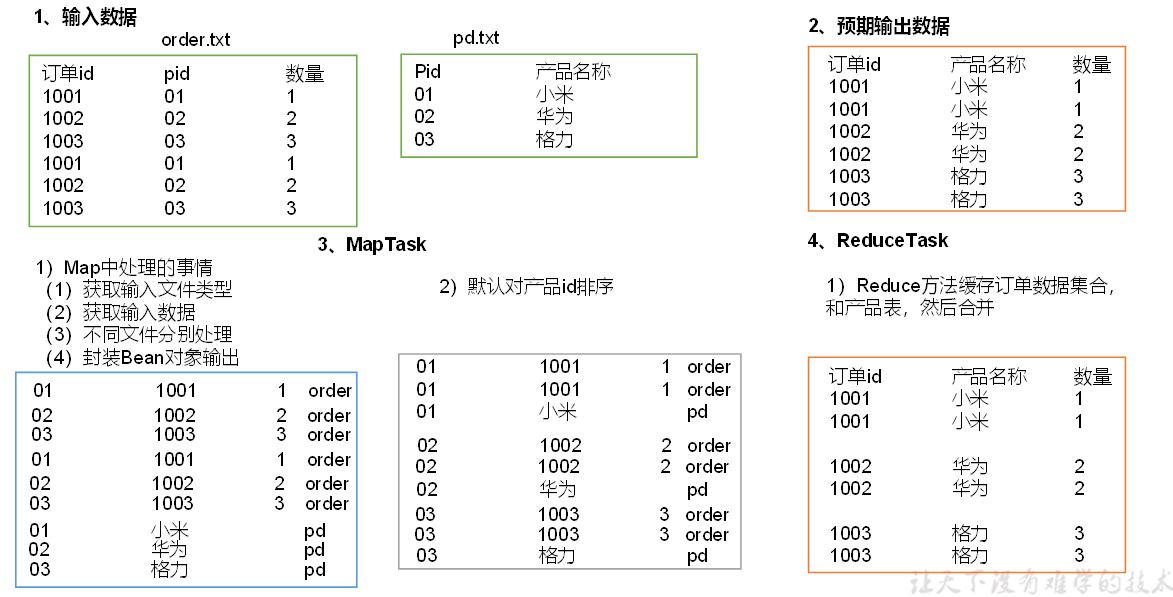 1、输入数据
order.txt
订单id pid 数量
1001 01 1
1002 02 2
1003 03 3
1001 01 1
1002 02 2
1003 03 3
pd.txt
Pid 产品名称
01 小米
02 华为
03 格力
2、预期输出数据
订单id 产品名称 数量
1001 小米 1
1001 小米 1
1002 华为 2
1002 华为 2
1003 格力 3
1003 格力 3
3、MapTask
1）Map中处理的事情
（1）获取输入文件类型
（2）获取输入数据
（3）不同文件分别处理
（4）封装Bean对象输出
01 1001 1 order
02 1002 2 order
03 1003 3 order
01 1001 1 order
02 1002 2 order
03 1003 3 order
01 小米 pd
02 华为 pd
03 格力 pd
2）默认对产品id排序
01 1001 1 order
01 1001 1 order
01 小米 pd
02 1002 2 order
02 1002 2 order
02 华为 pd
03 1003 3 order
03 1003 3 order
03 格力 pd
4、ReduceTask
1）Reduce方法缓存订单数据集合，
和产品表，然后合并
订单id 产品名称 数量
1001 小米 1
1001 小米 1
1002 华为 2
1002 华为 2
1003 格力 3
1003 格力 3
让天下没有难学的技术